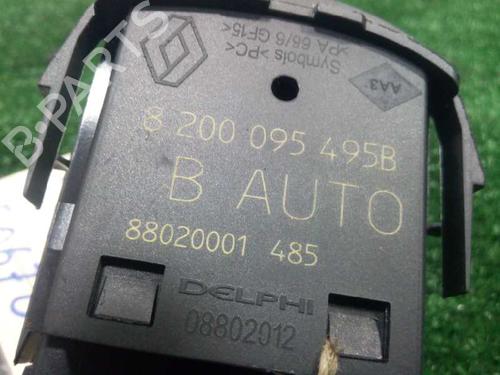 Symbols >PC<
>PA 66/6 GF15<
AA3
8 200 095 495B
B AUTO
88020001 485
DELPHI
08802012
B-PARTS